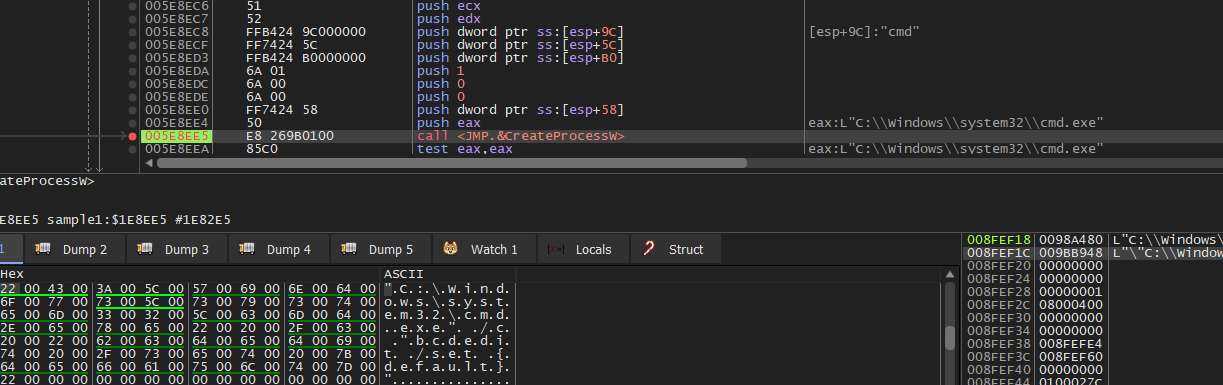 005E8EC6 51 push ecx
005E8EC7 52 push edx
005E8EC8 FFB424 9C000000 push dword ptr ss:[esp+9C] [esp+9C]:"cmd"
005E8ECF FF7424 5C push dword ptr ss:[esp+5C]
005E8ED3 FFB424 B0000000 push dword ptr ss:[esp+B0]
005E8EDA 6A 01 push 1
005E8EDC 6A 00 push 0
005E8EDE 6A 00 push 0
005E8EE0 FF7424 58 push dword ptr ss:[esp+58]
005E8EE4 50 push eax eax:L"C:\\Windows\\system32\\cmd.exe"
005E8EE5 E8 269B0100 call <JMP.&CreateProcessW>
005E8EEA 85C0 test eax,eax eax:L"C:\\Windows\\system32\\cmd.exe"
ateProcessW>
E8EE5 sample1:$1E8EE5 #1E82E5
1 Dump 2 Dump 3 Dump 4 Dump 5 Watch 1 Locals Struct
Hex ASCII
22 00 43 00 3A 00 5C 00 57 00 69 00 6E 00 64 00 ".C.:.\.W.i.n.d.
6F 00 77 00 73 00 5C 00 73 00 79 00 73 00 74 00 o.w.s.\.s.y.s.t.
65 00 6D 00 33 00 32 00 5C 00 63 00 6D 00 64 00 e.m.3.2.\.c.m.d.
2E 00 65 00 78 00 65 00 22 00 20 00 2F 00 63 00 ..e.x.e.". ./.c.
20 00 22 00 62 00 63 00 64 00 65 00 64 00 69 00 .".b.c.d.e.d.i.
74 00 20 00 2F 00 73 00 65 00 74 00 20 00 7B 00 t. ./.s.e.t. .{.
64 00 65 00 66 00 61 00 75 00 6C 00 74 00 7D 00 d.e.f.a.u.l.t.}.
22 00 00 00 00 00 00 00 00 00 00 00 00 00 00 00 "...............
008FEF18 0098A480 L"C:\\Windows\
008FEF1C 009BB948 L"\"C:\\Window
008FEF20 00000000
008FEF24 00000000
008FEF28 00000001
008FEF2C 08000400
008FEF30 00000000
008FEF34 00000000
008FEF38 008FEFE4
008FEF3C 008FEF60
008FEF40 00000000
008FEF44 0100027C